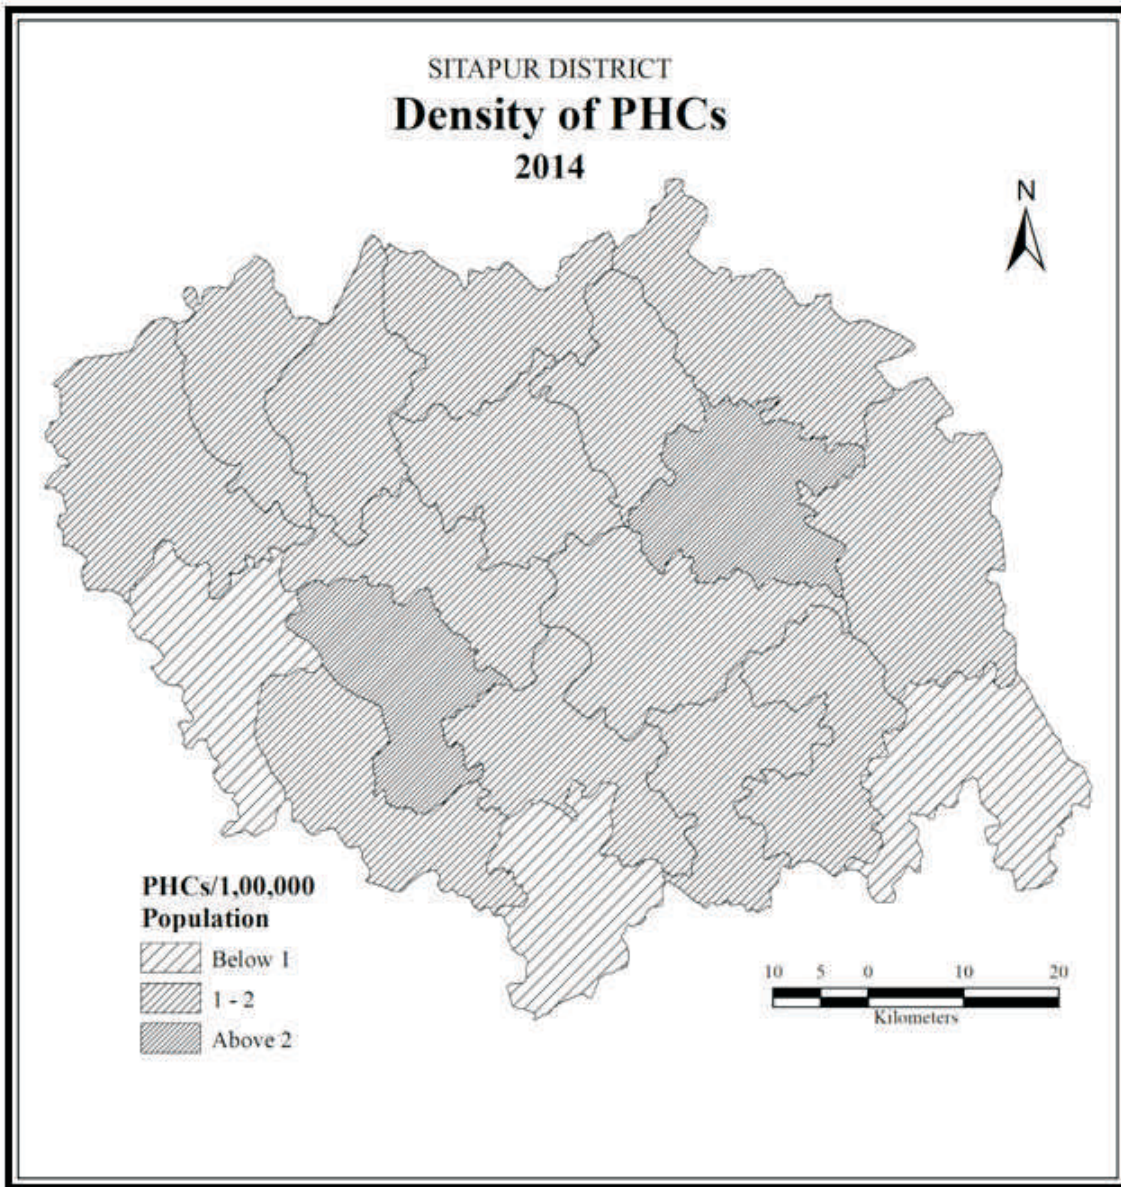 SITAPUR DISTRICT
Density of PHCs
2014
N
PHCs/1,00,000
Population
Below 1
1 - 2
Above 2
10 5 0 10 20
Kilometers